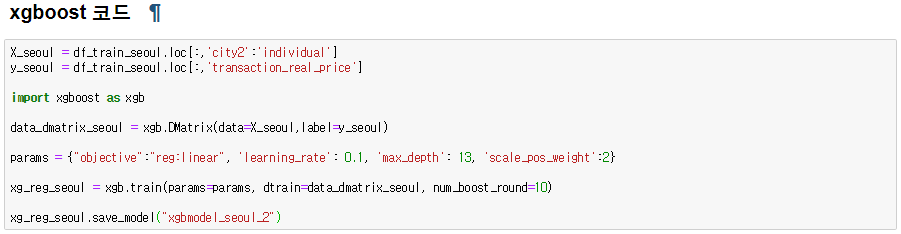 xgboost 코드 ¶
X_seoul = df_train_seoul.loc[:,'city2':'individual']
y_seoul = df_train_seoul.loc[:,'transaction_real_price']
import xgboost as xgb
data_dmatrix_seoul = xgb.DMatrix(data=X_seoul,label=y_seoul)
params = {"objective":"reg:linear", 'learning_rate': 0.1, 'max_depth': 13, 'scale_pos_weight':2}
xg_reg_seoul = xgb.train(params=params, dtrain=data_dmatrix_seoul, num_boost_round=10)
xg_reg_seoul.save_model("xgbmodel_seoul_2")